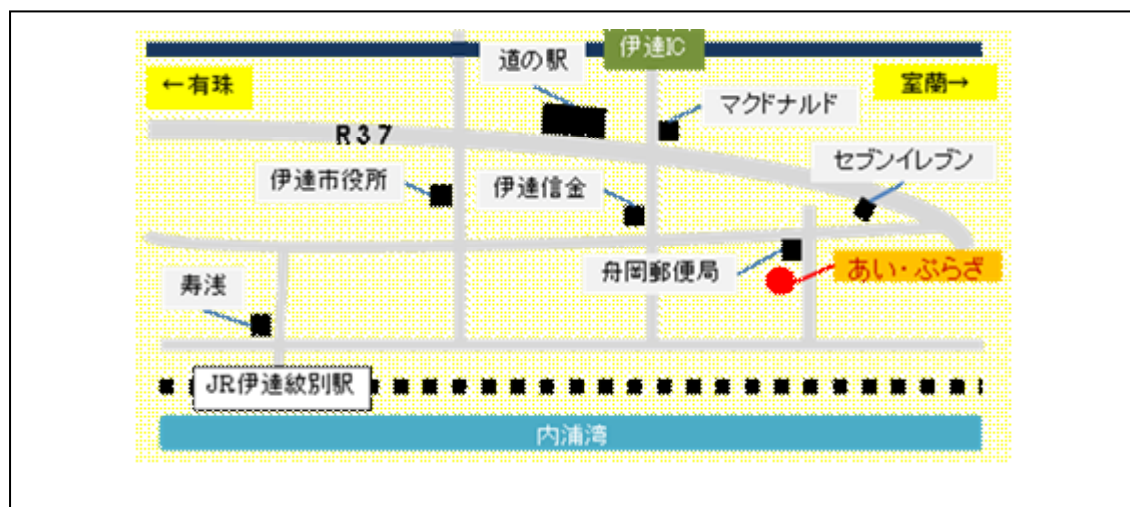 伊達IC
道の駅
←有珠
室蘭→
マクドナルド
R37
セブンイレブン
伊達市役所
伊達信金
舟岡郵便局
あい・ぷらざ
寿浅
JR伊達紋別駅
内浦湾